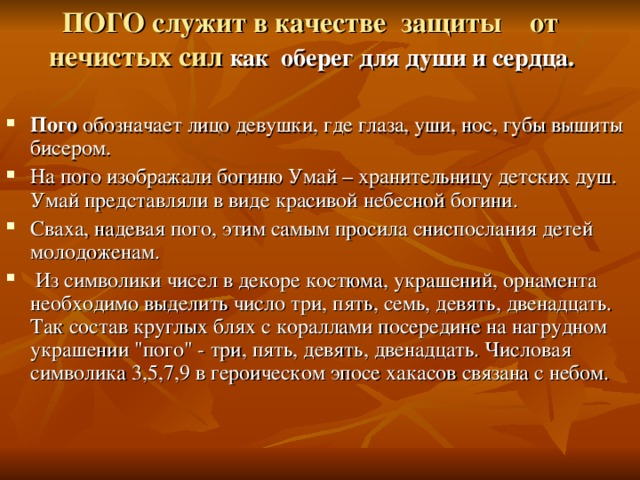 ПОГО служит в качестве защиты от
нечистых сил как оберег для души и сердца.
Пого обозначает лицо девушки, где глаза, уши, нос, губы вышиты
бисером.
На пого изображали богиню Умай – хранительницу детских душ.
Умай представляли в виде красивой небесной богини.
Сваха, надевая пого, этим самым просила сниспослания детей
молодоженам.
Из символики чисел в декоре костюма, украшений, орнамента
необходимо выделить число три, пять, семь, девять, двенадцать.
Так состав круглых блях с кораллами посередине на нагрудном
украшении "пого" - три, пять, девять, двенадцать. Числовая
символика 3,5,7,9 в героическом эпосе хакасов связана с небом.